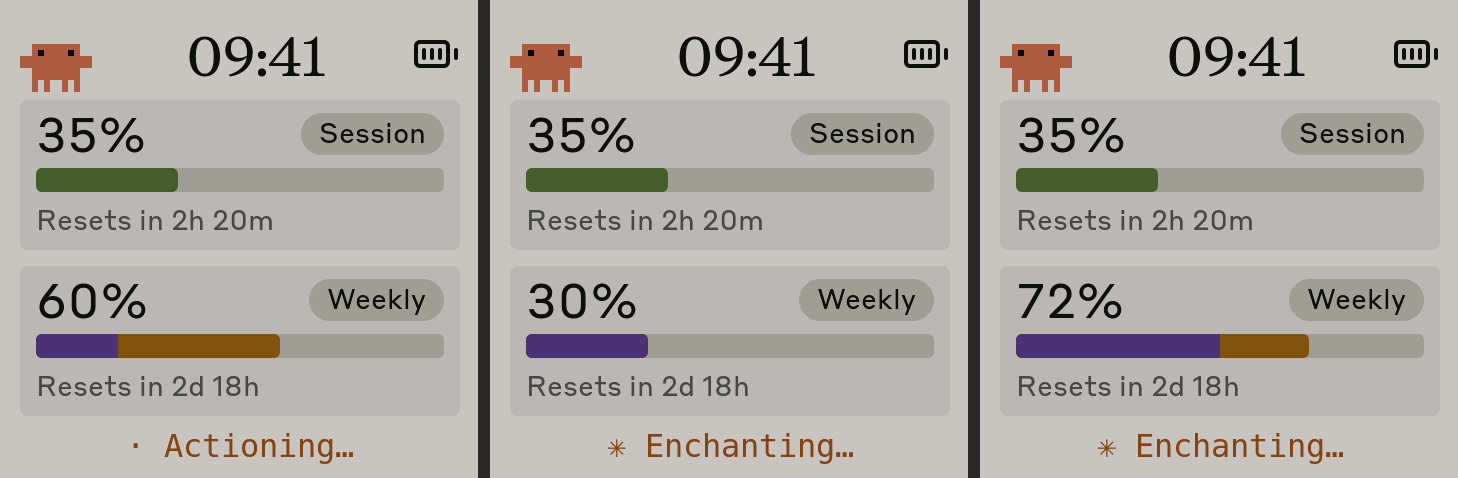 09:41
35% Session
Resets in 2h 20m
60% Weekly
Resets in 2d 18h
· Actioning…
09:41
35% Session
Resets in 2h 20m
30% Weekly
Resets in 2d 18h
✳ Enchanting…
09:41
35% Session
Resets in 2h 20m
72% Weekly
Resets in 2d 18h
✳ Enchanting…